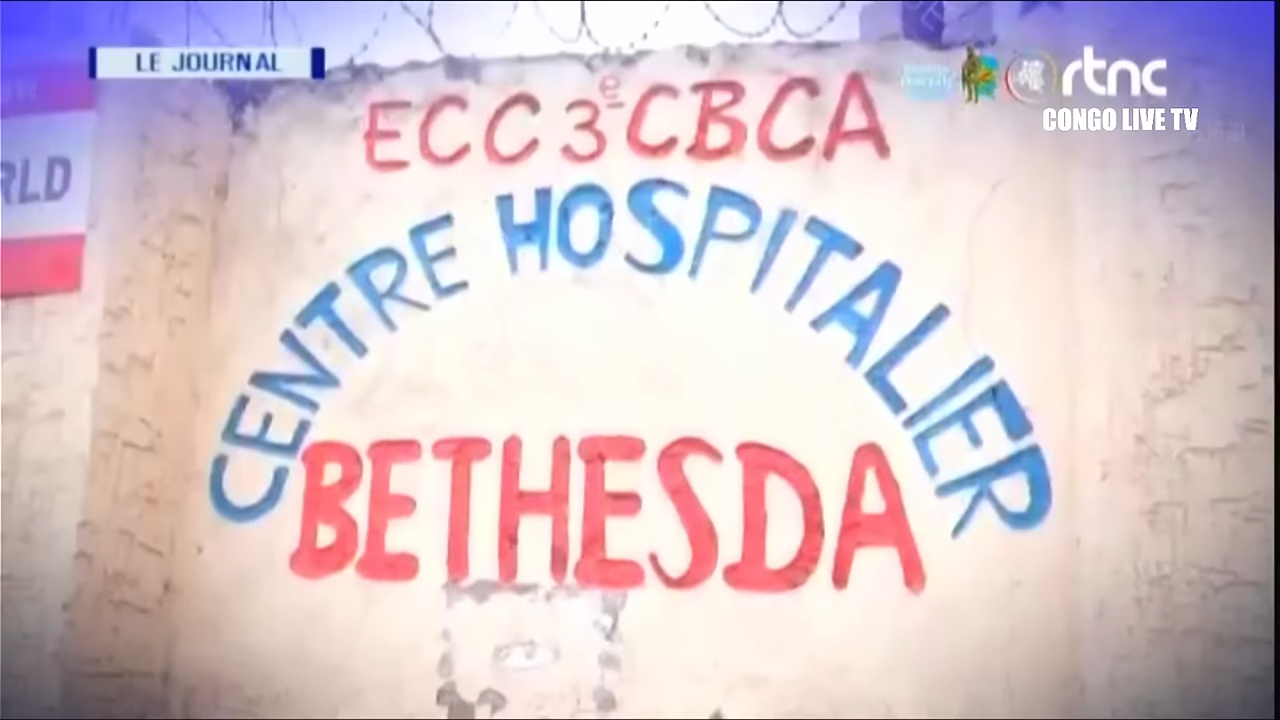 LE JOURNAL
rtnc
CONGO LIVE TV
ECC 3e CBCA
RLD
CENTRE HOSPITALIER
BETHESDA